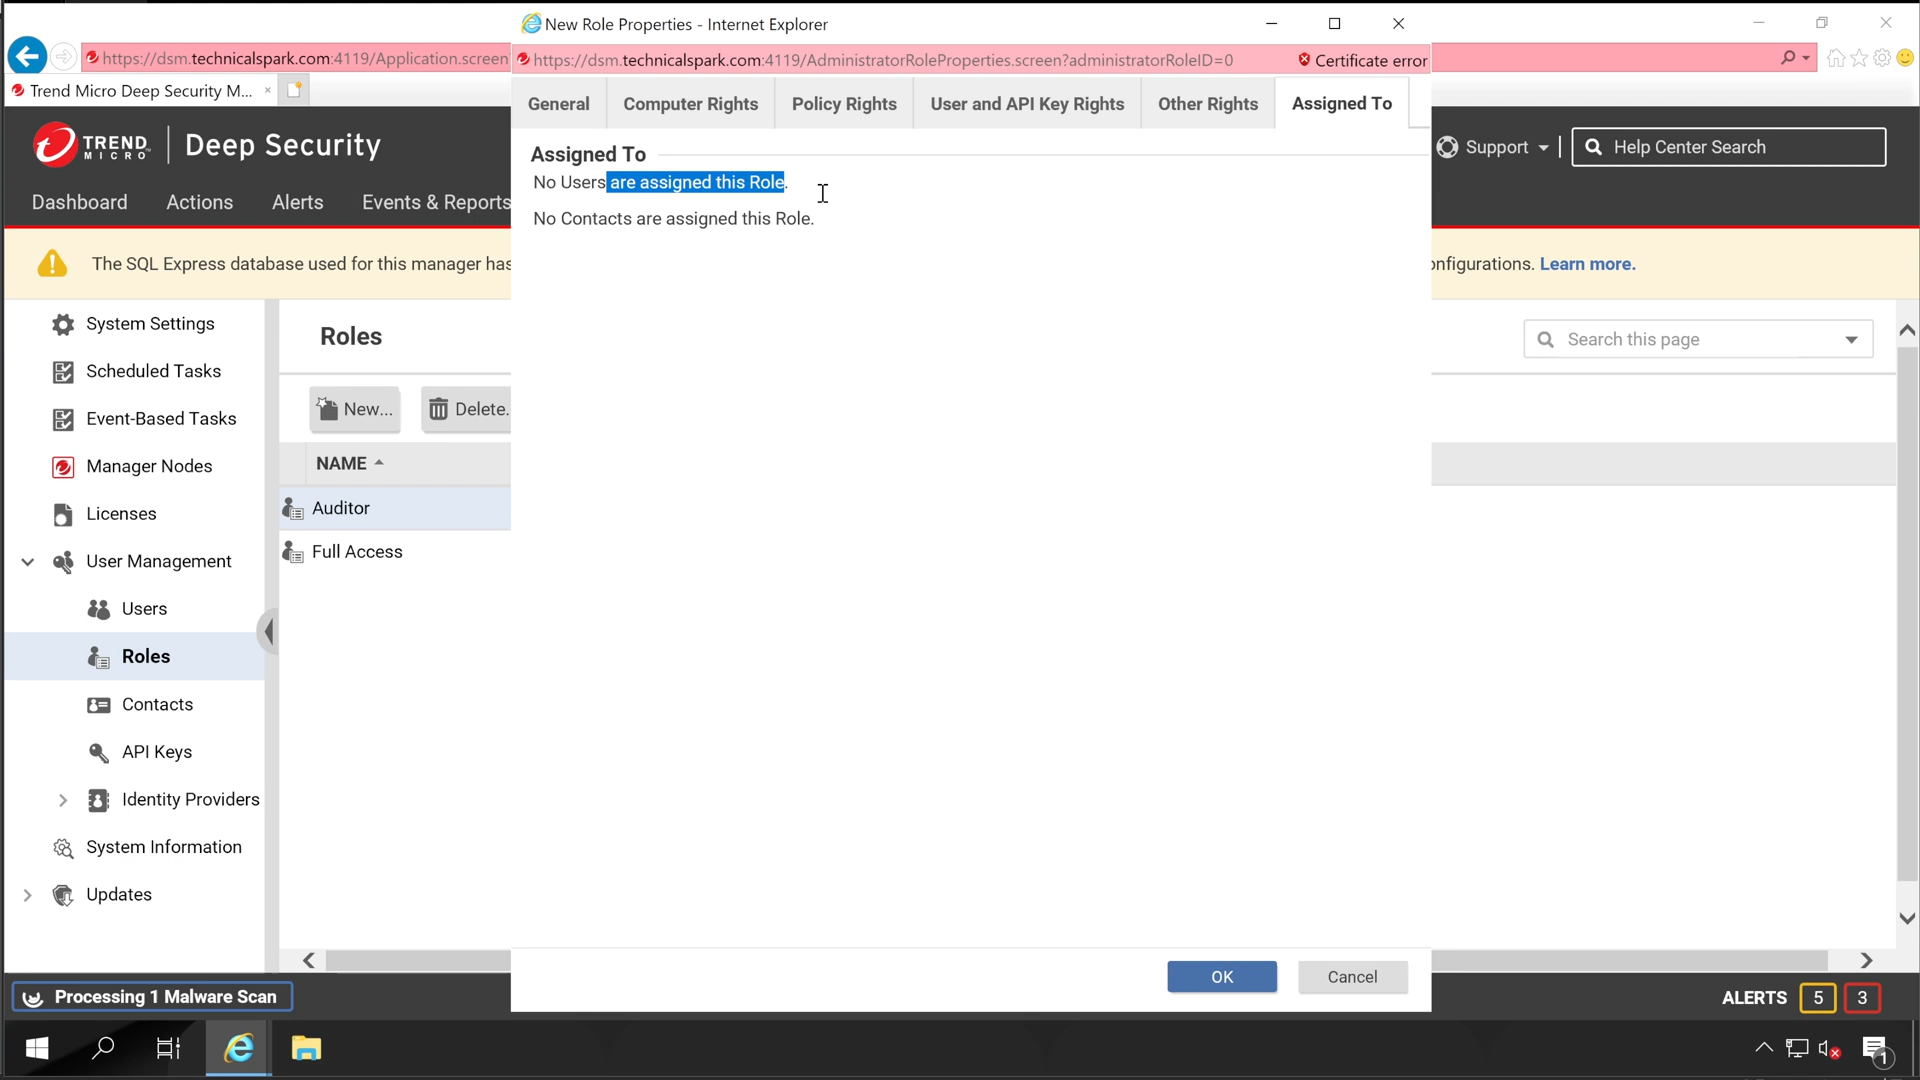 New Role Properties - Internet Explorer
https://dsm.technicalspark.com:4119/Application.screen
https://dsm.technicalspark.com:4119/AdministratorRoleProperties.screen?administratorRoleID=0
Certificate error
Trend Micro Deep Security M...
General
Computer Rights
Policy Rights
User and API Key Rights
Other Rights
Assigned To
TREND MICRO
Deep Security
Support
Help Center Search
Assigned To
No Users are assigned this Role.
No Contacts are assigned this Role.
Dashboard
Actions
Alerts
Events & Reports
The SQL Express database used for this manager has
onfigurations. Learn more.
System Settings
Scheduled Tasks
Event-Based Tasks
Manager Nodes
Licenses
User Management
Users
Roles
Contacts
API Keys
Identity Providers
System Information
Updates
Roles
Search this page
New...
Delete.
NAME
Auditor
Full Access
OK
Cancel
Processing 1 Malware Scan
ALERTS
5
3
1